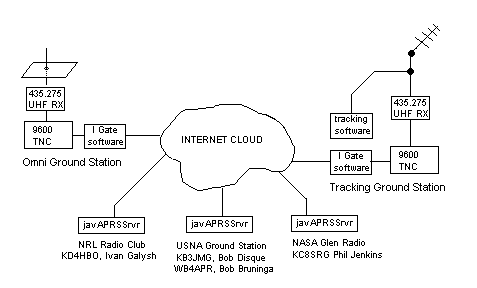 435.275
UHF RX
9600
TNC
I Gate
software
Omni Ground Station
INTERNET CLOUD
tracking
software
435.275
UHF RX
I Gate
software
9600
TNC
Tracking Ground Station
javAPRSSrvr
NRL Radio Club
KD4HBO, Ivan Galysh
javAPRSSrvr
USNA Ground Station
KB3JMG, Bob Disque
WB4APR, Bob Bruninga
javAPRSSrvr
NASA Glen Radio
KC8SRG Phil Jenkins